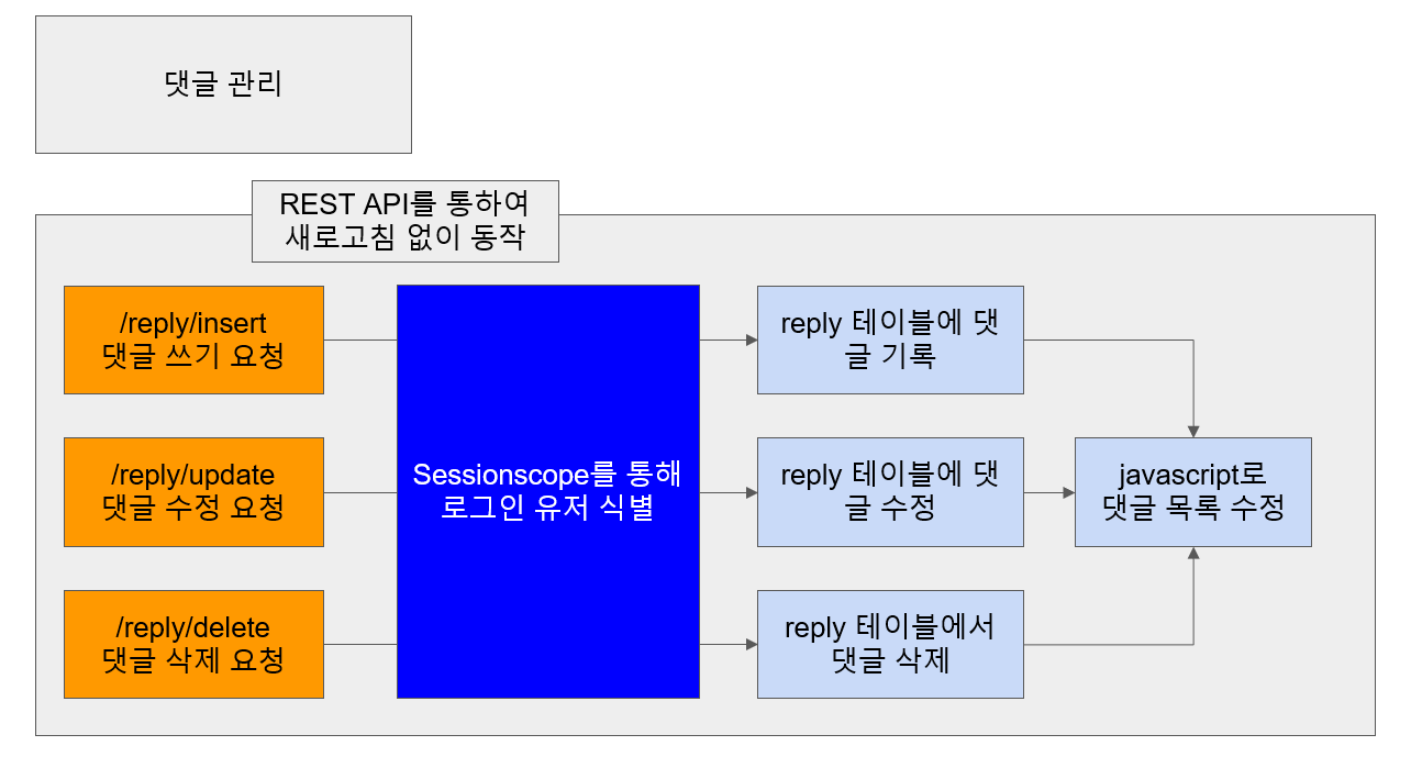 댓글 관리
REST API를 통하여
새로고침 없이 동작
/reply/insert
댓글 쓰기 요청
Sessionscope를 통해
로그인 유저 식별
reply 테이블에 댓
글 기록
/reply/update
댓글 수정 요청
reply 테이블에 댓
글 수정
javascript로
댓글 목록 수정
/reply/delete
댓글 삭제 요청
reply 테이블에서
댓글 삭제